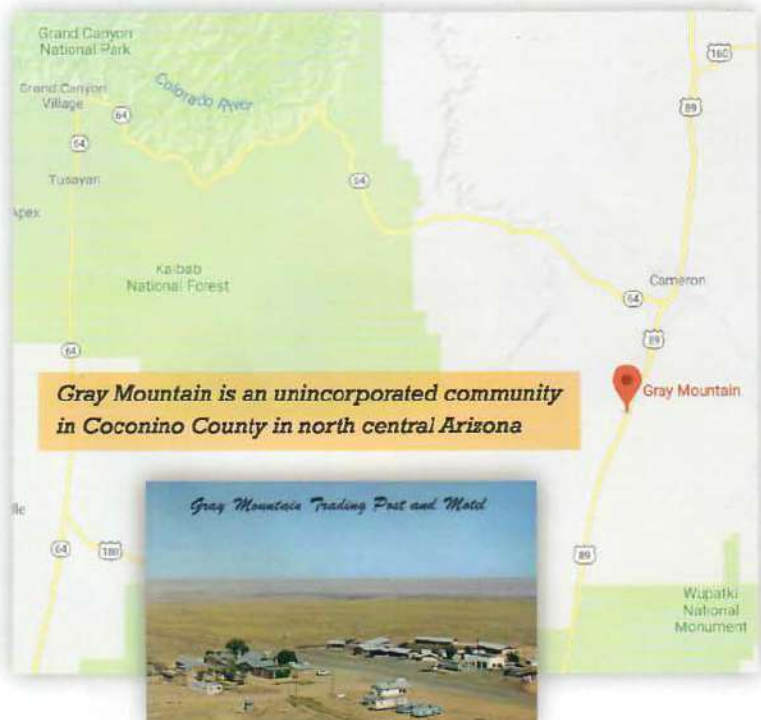 Grand Canyon
National Park
Grand Canyon
Village
Colorado River
160
89
64
64
Tusayan
64
Apex
Kaibab
National Forest
Cameron
64
89
64
Gray Mountain is an unincorporated community
in Coconino County in north central Arizona
Gray Mountain
Gray Mountain Trading Post and Motel
lle
64
180
89
Wupatki
National
Monument